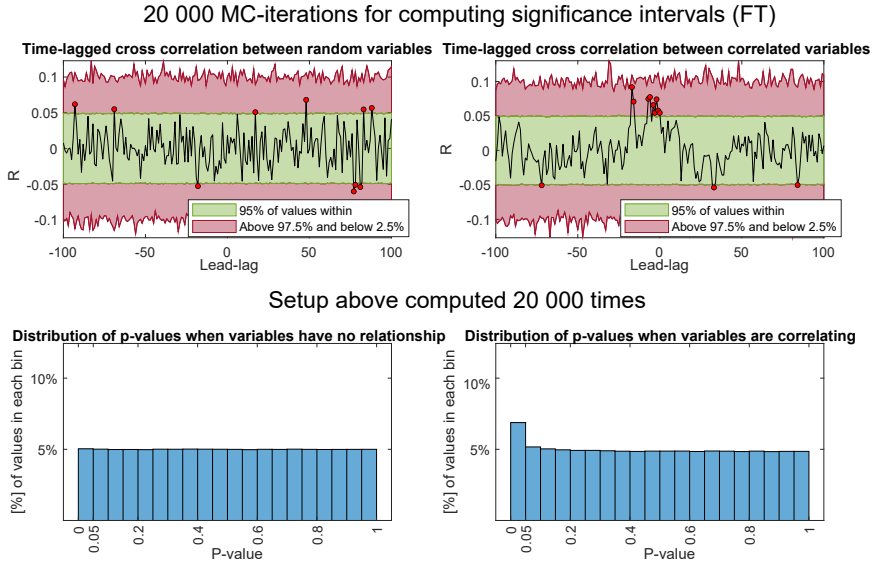 20 000 MC-iterations for computing significance intervals (FT)
Time-lagged cross correlation between random variables
R
0.1
0.05
0
-0.05
-0.1
95% of values within
Above 97.5% and below 2.5%
-100 -50 0 50 100
Lead-lag
Time-lagged cross correlation between correlated variables
R
0.1
0.05
0
-0.05
-0.1
95% of values within
Above 97.5% and below 2.5%
-100 -50 0 50 100
Lead-lag
Setup above computed 20 000 times
Distribution of p-values when variables have no relationship
[%] of values in each bin
10%
5%
0 0.05 0.2 0.4 0.6 0.8 1
P-value
Distribution of p-values when variables are correlating
[%] of values in each bin
10%
5%
0 0.05 0.2 0.4 0.6 0.8 1
P-value